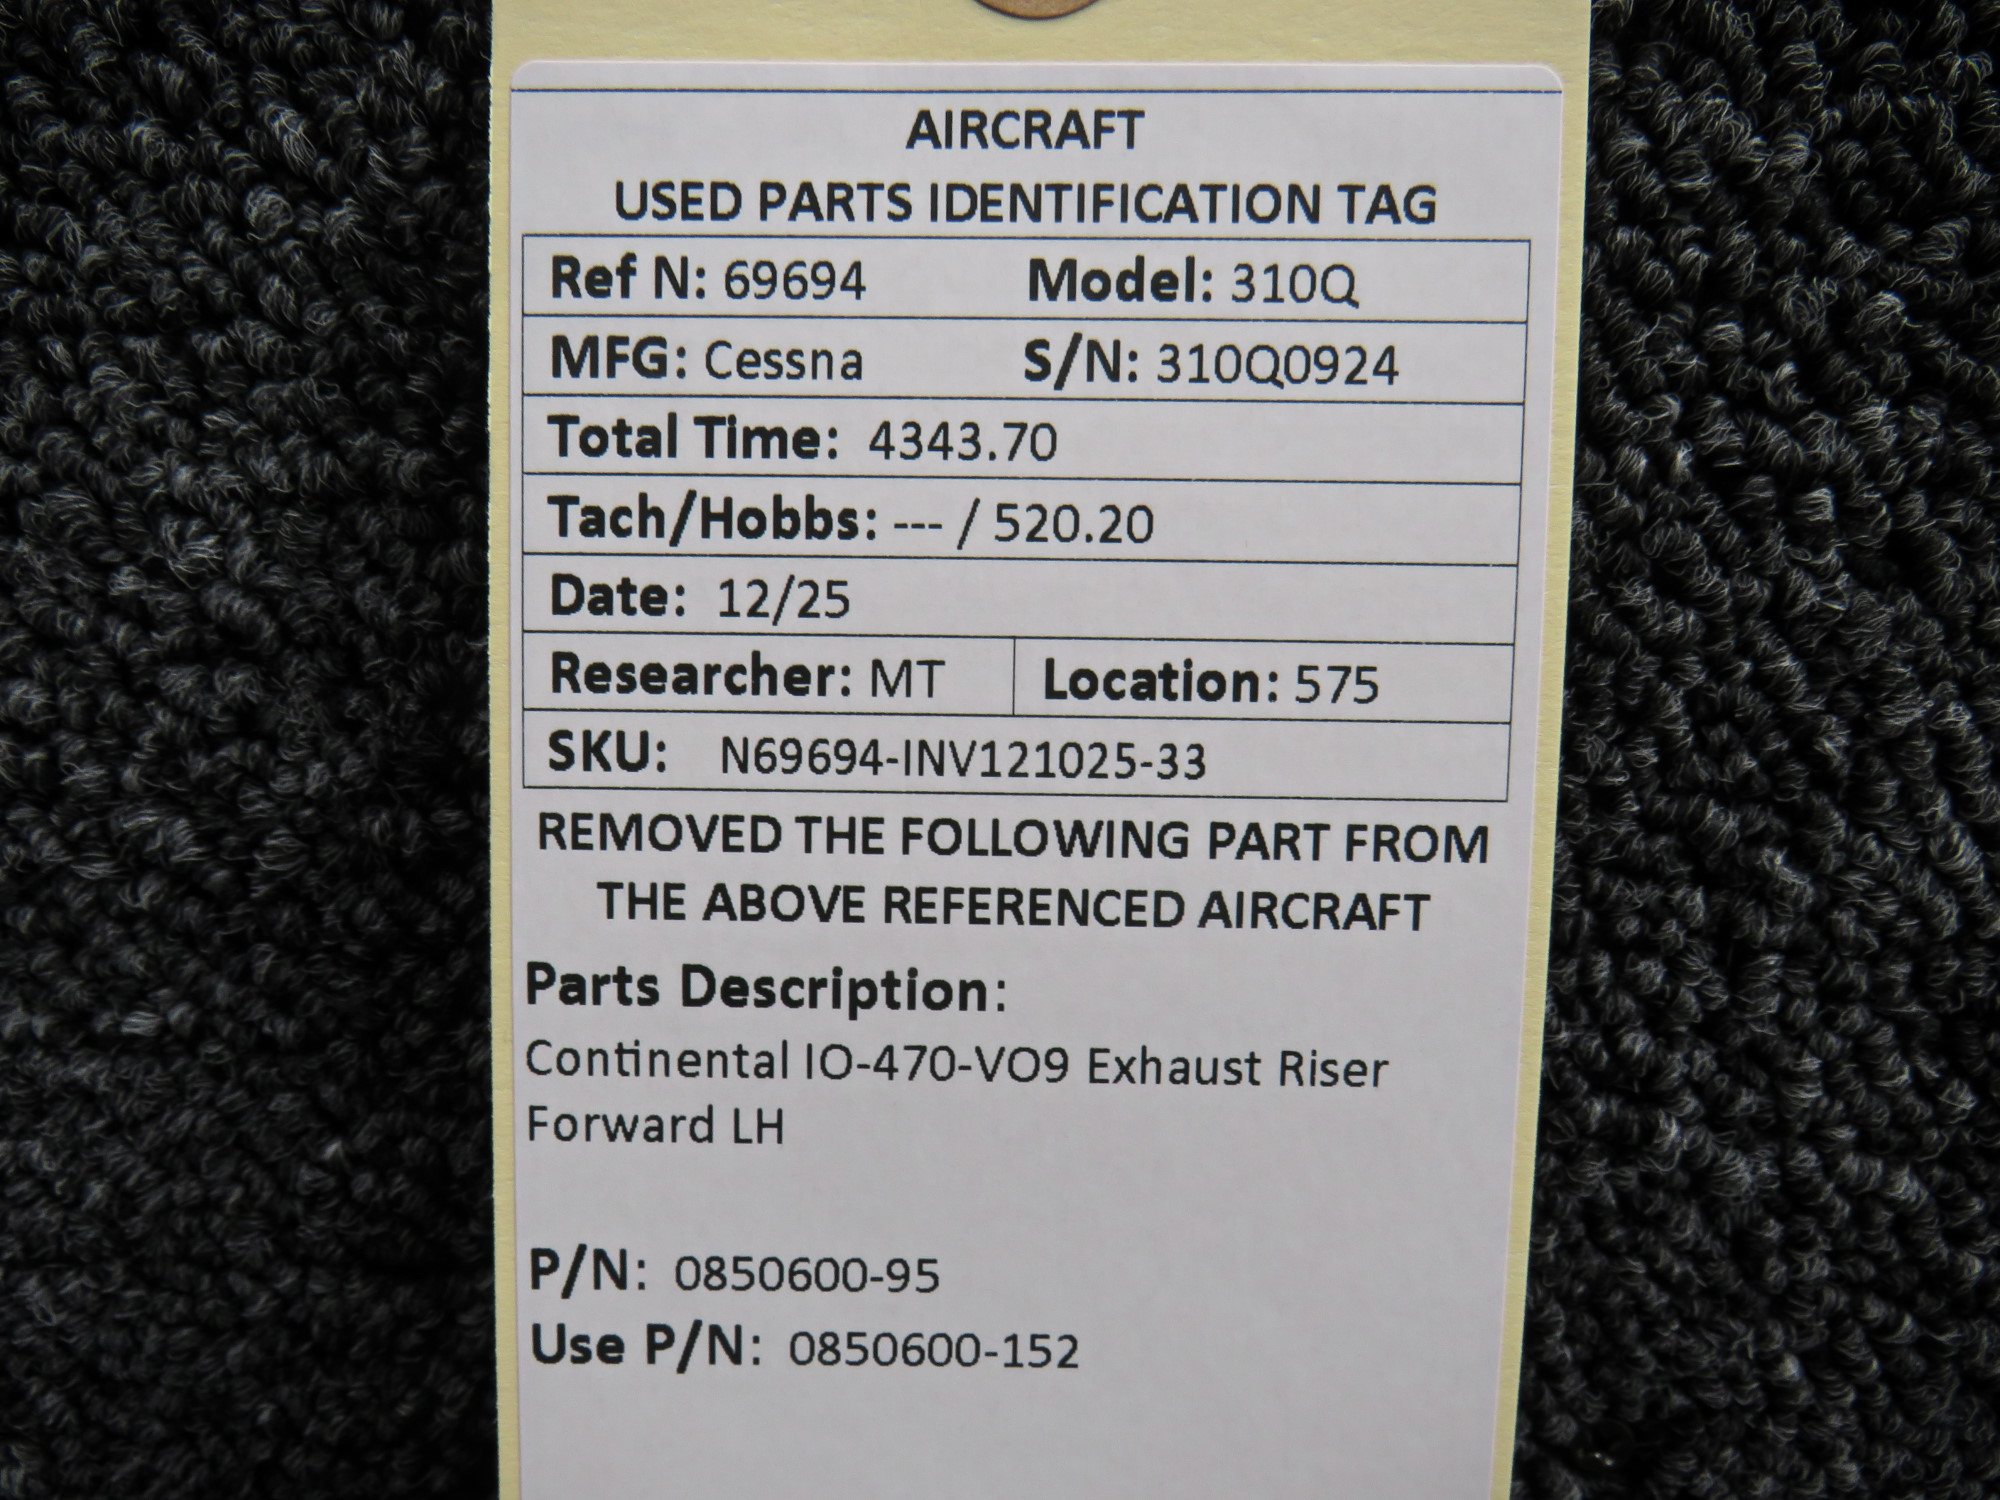 AIRCRAFT
USED PARTS IDENTIFICATION TAG
Ref N: 69694 Model: 310Q
MFG: Cessna S/N: 310Q0924
Total Time: 4343.70
Tach/Hobbs: --- / 520.20
Date: 12/25
Researcher: MT Location: 575
SKU: N69694-INV121025-33
REMOVED THE FOLLOWING PART FROM
THE ABOVE REFERENCED AIRCRAFT
Parts Description:
Continental IO-470-VO9 Exhaust Riser
Forward LH
P/N: 0850600-95
Use P/N: 0850600-152